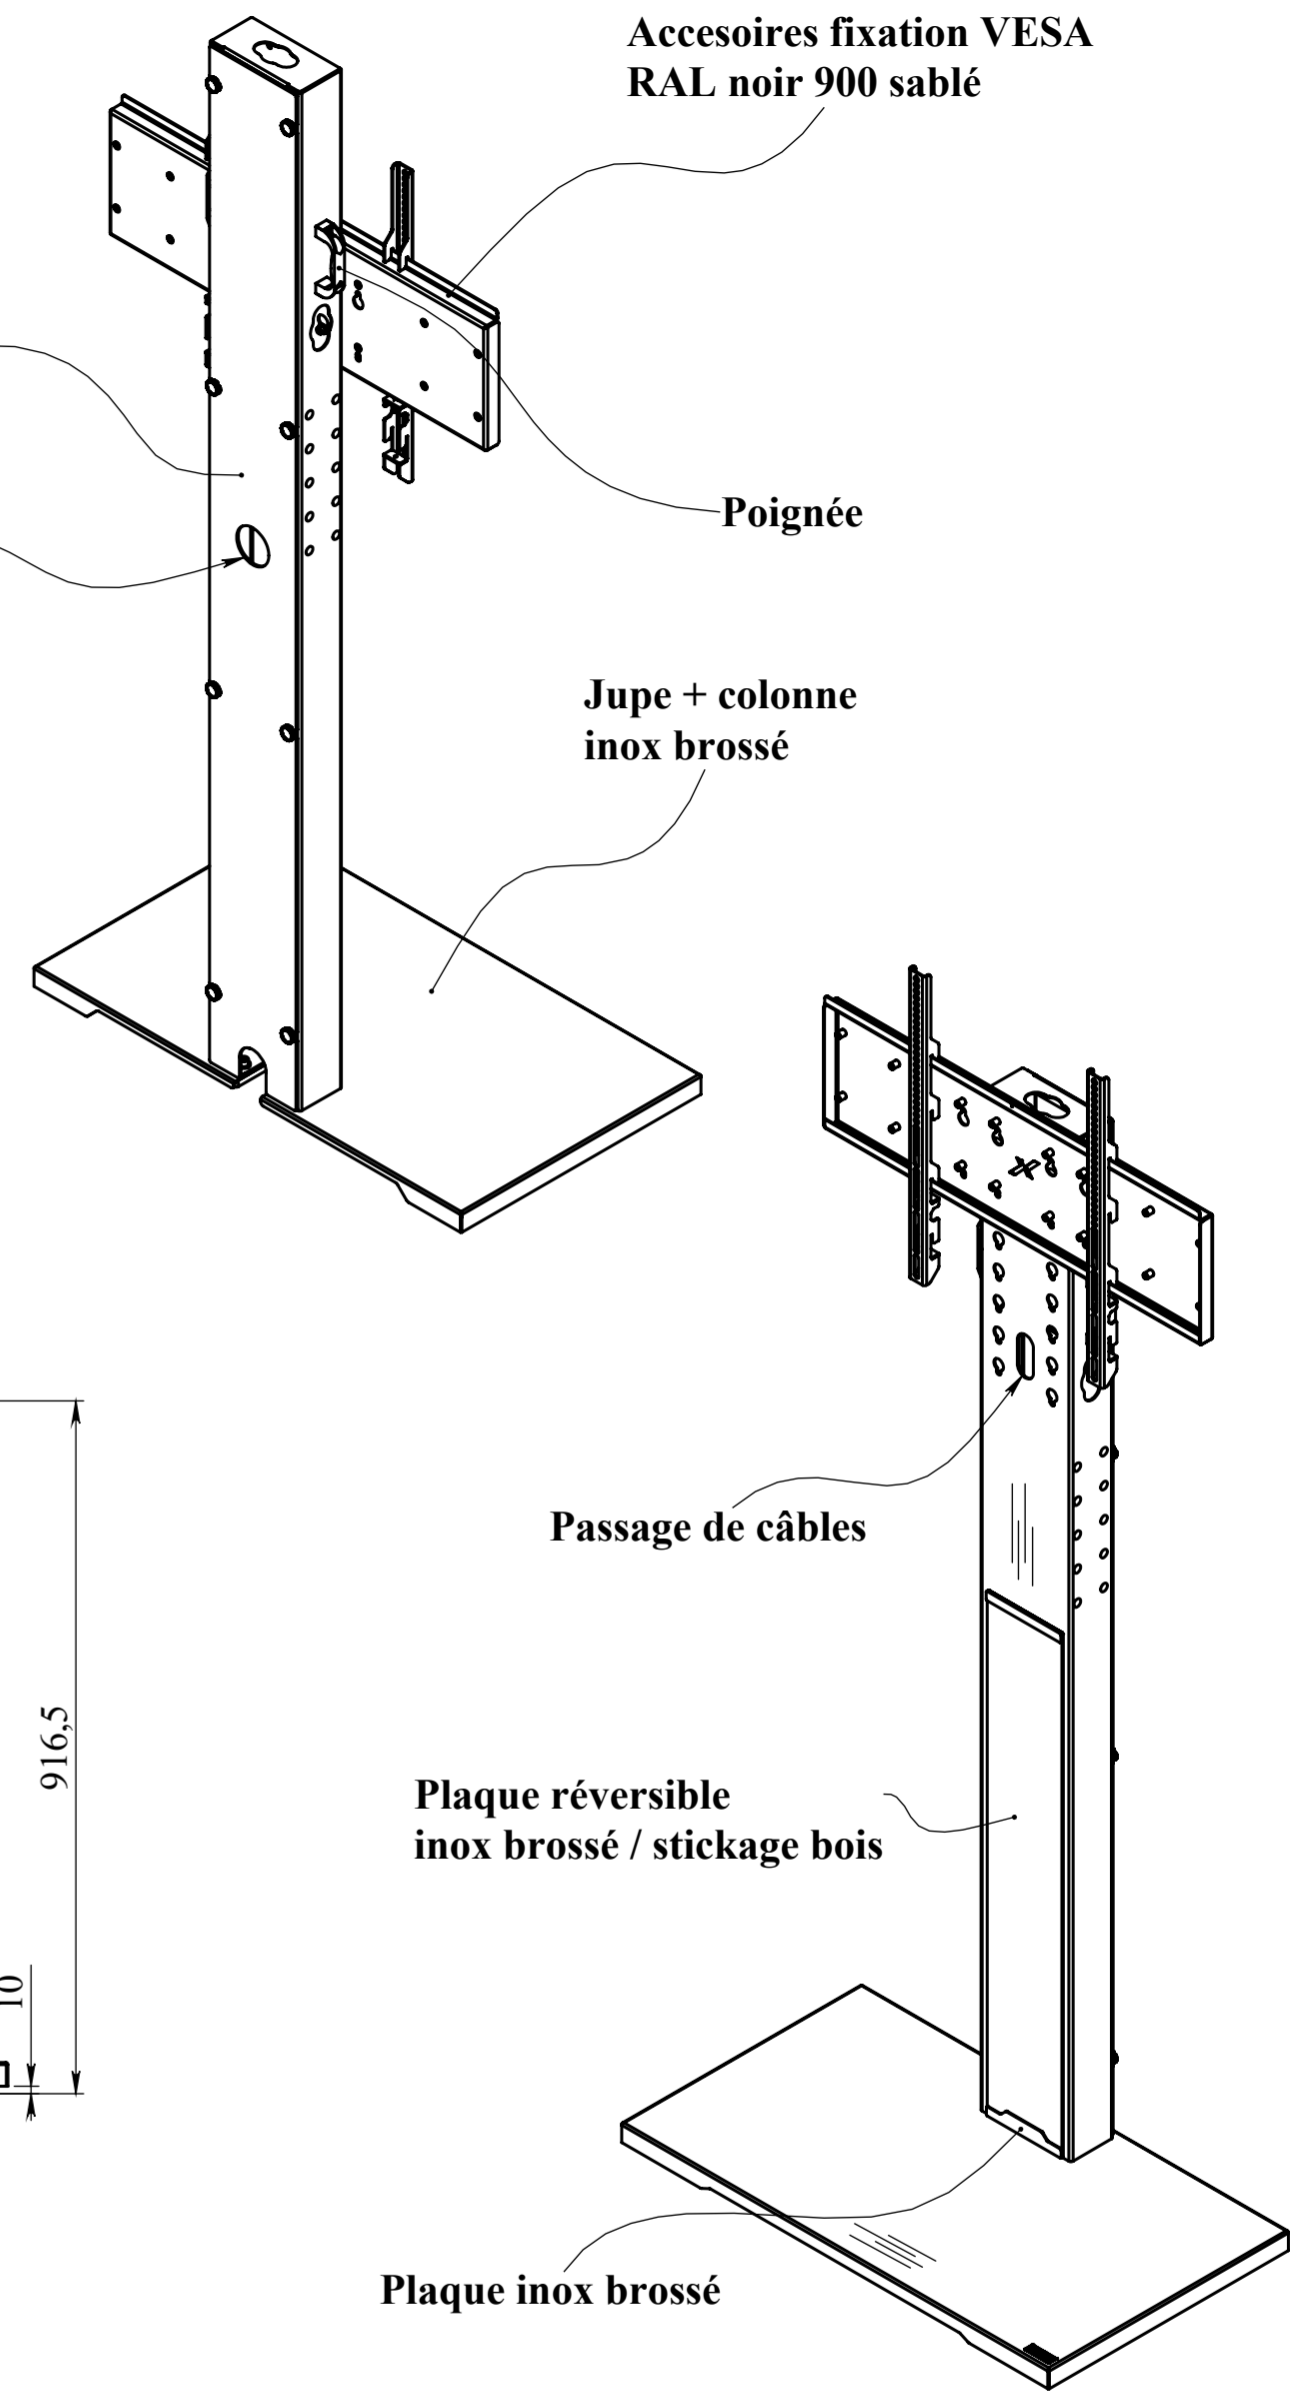 Accesoires fixation VESA
RAL noir 900 sablé
Poignée
Jupe + colonne
inox brossé
Passage de câbles
916,5
Plaque réversible
inox brossé / stickage bois
10
Plaque inox brossé